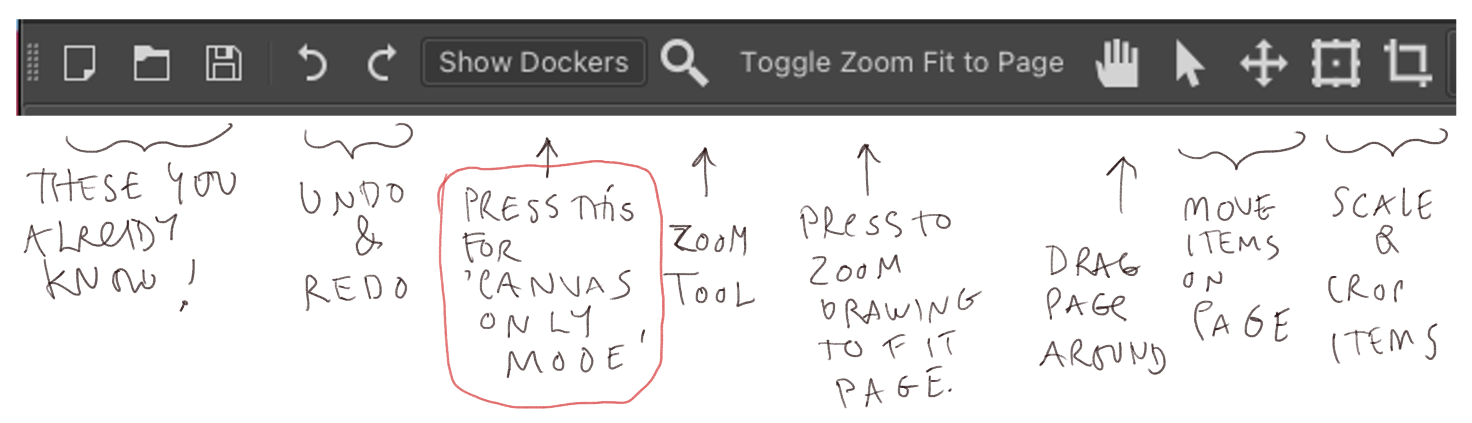 Show Dockers
Toggle Zoom Fit to Page
THESE YOU
ALREADY
KNOW!
UNDO
&
REDO
PRESS THIS
FOR
'CANVAS
ONLY
MODE'
ZOOM
TOOL
PRESS TO
ZOOM
DRAWING
TO FIT
PAGE.
DRAG
PAGE
AROUND
MOVE
ITEMS
ON
PAGE
SCALE
&
CROP
ITEMS